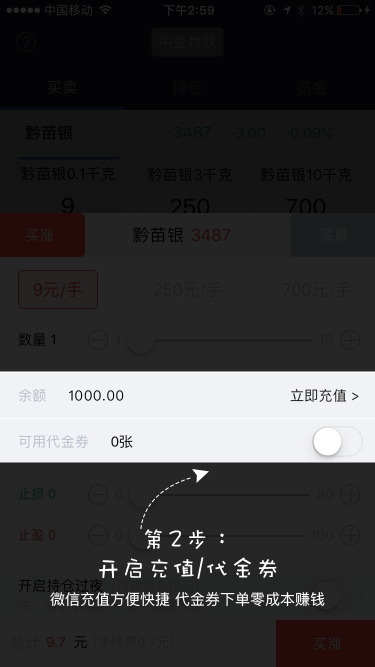 中国移动 下午2:59 12%
中金物联
买卖 持仓 资金
黔苗银 3487 -3.00 -0.09%
黔苗银0.1千克 黔苗银3千克 黔苗银10千克
9 250 700
买涨 黔苗银 3487 买跌
9元/手 250元/手 700元/手
数量 1 1 10
余额 1000.00 立即充值 >
可用代金券 0张
止损 0 0 80
第2步:
止盈 0 0 100
开启充值/代金券
开启持仓过夜
微信充值方便快捷 代金券下单零成本赚钱
总计 9.7 元 (手续费0.7元) 买涨